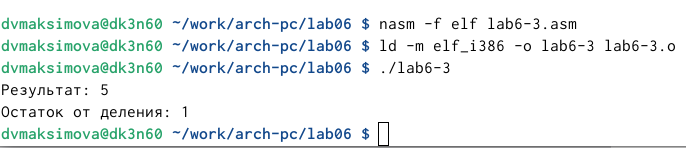 dvmaksimova@dk3n60 ~/work/arch-pc/lab06 $ nasm -f elf lab6-3.asm
dvmaksimova@dk3n60 ~/work/arch-pc/lab06 $ ld -m elf_i386 -o lab6-3 lab6-3.o
dvmaksimova@dk3n60 ~/work/arch-pc/lab06 $ ./lab6-3
Результат: 5
Остаток от деления: 1
dvmaksimova@dk3n60 ~/work/arch-pc/lab06 $